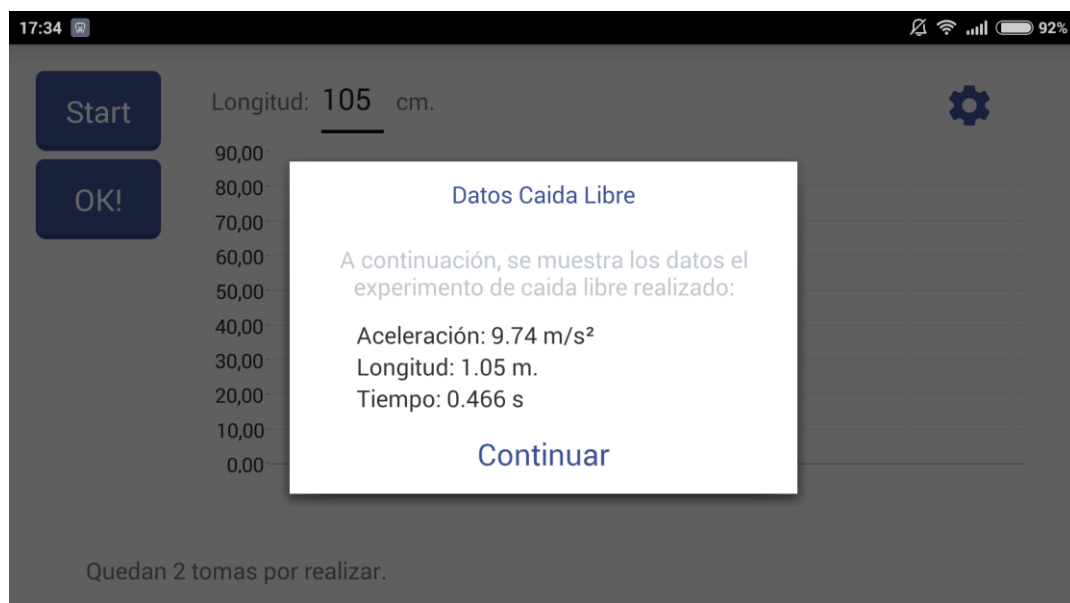 17:34 92%
Start
Longitud: 105 cm.
OK!
90,00
80,00
70,00
60,00
50,00
40,00
30,00
20,00
10,00
0,00
Datos Caida Libre
A continuación, se muestra los datos el
experimento de caida libre realizado:
Aceleración: 9.74 m/s²
Longitud: 1.05 m.
Tiempo: 0.466 s
Continuar
Quedan 2 tomas por realizar.